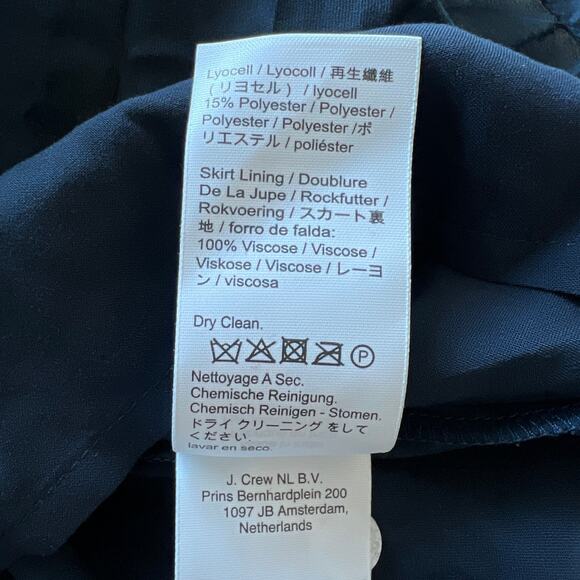 Lyocell / Lyocoll / 再生繊維
(リヨセル) / lyocell
15% Polyester / Polyester /
Polyester / Polyester /ポ
リエステル / poliéster
Skirt Lining / Doublure
De La Jupe / Rockfutter /
Rokvoering / スカート裏
地 / forro de falda:
100% Viscose / Viscose /
Viskose / Viscose / レーヨ
ン / viscosa
Dry Clean.
P
Nettoyage A Sec.
Chemische Reinigung.
Chemisch Reinigen - Stomen.
ドライ クリーニング をして
ください.
lavar en seco.
J. Crew NL B.V.
Prins Bernhardplein 200
1097 JB Amsterdam,
Netherlands